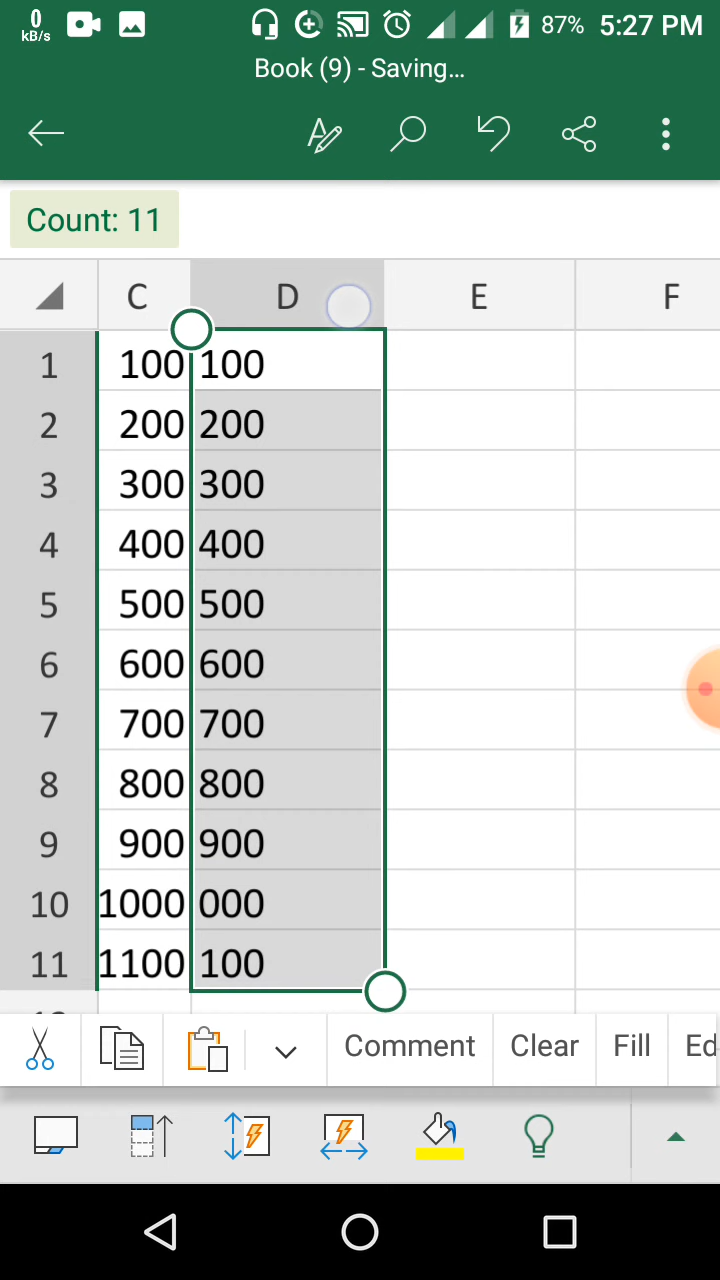 0
kB/s
87% 5:27 PM
Book (9) - Saving...
Count: 11
C D E F
1 100 100
2 200 200
3 300 300
4 400 400
5 500 500
6 600 600
7 700 700
8 800 800
9 900 900
10 1000 000
11 1100 100
Comment Clear Fill Ed